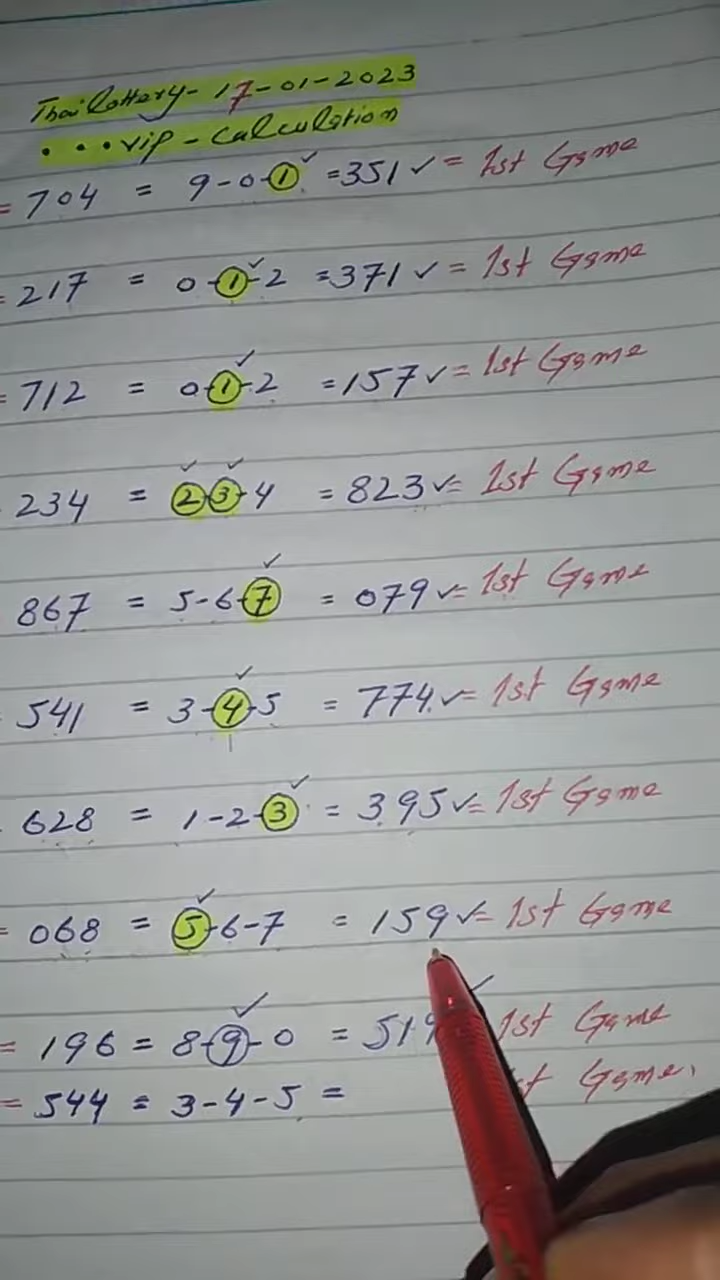 Thai Lottery- 17-01-2023
...vip - calculation
= 704 = 9-0-1 ✓ =351 ✓ = 1st Game
= 217 = 0-1-2 ✓ =371 ✓ = 1st Game
= 712 = 0-1-2 ✓ =157 ✓ = 1st Game
234 = 2-3-4 ✓ ✓ =823 ✓ = 1st Game
867 = 5-6-7 ✓ = 079 ✓ = 1st Game
541 = 3-4-5 ✓ = 774 ✓ = 1st Game
628 = 1-2-3 ✓ = 395 ✓ = 1st Game
= 068 = 5-6-7 ✓ = 159 ✓ = 1st Game
= 196 = 8-9-0 ✓ = 519 ✓ 1st Game
= 544 = 3-4-5 = Game.